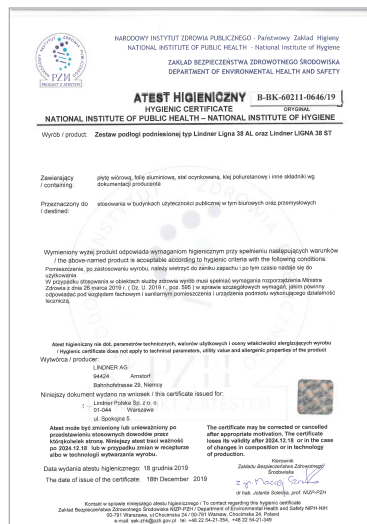 NARODOWY INSTYTUT ZDROWIA PUBLICZNEGO - Państwowy Zakład Higieny
NATIONAL INSTITUTE OF PUBLIC HEALTH - National Institute of Hygiene
ZAKŁAD BEZPIECZEŃSTWA ZDROWOTNEGO ŚRODOWISKA
DEPARTMENT OF ENVIRONMENTAL HEALTH AND SAFETY
PZH
PRODUKT Z ATESTEM
ATEST HIGIENICZNY B-BK-60211-0646/19
HYGIENIC CERTIFICATE ORYGINAŁ
NATIONAL INSTITUTE OF PUBLIC HEALTH – NATIONAL INSTITUTE OF HYGIENE
Wyrób / product: Zestaw podłogi podniesionej typ Lindner Ligna 38 AL oraz Lindner LIGNA 38 ST
Zawierający / containing: płytę wiórową, folię aluminiową, stal ocynkowaną, klej poliuretanowy i inne składniki wg dokumentacji producenta
Przeznaczony do / destined: stosowania w budynkach użyteczności publicznej w tym biurowych oraz przemysłowych
Wymieniony wyżej produkt odpowiada wymaganiom higienicznym przy spełnieniu następujących warunków
/ the above-named product is acceptable according to hygienic criteria with the following conditions:
Pomieszczenie, po zastosowaniu wyrobu, należy wietrzyć do zaniku zapachu i po tym czasie nadaje się do
użytkowania.
W przypadku stosowania w obiektach służby zdrowia wyrób musi spełniać wymagania rozporządzenia Ministra
Zdrowia z dnia 26 marca 2019 r. ( Dz. U. 2019 r., poz. 595 ) w sprawie szczegółowych wymagań, jakim powinny
odpowiadać pod względem fachowym i sanitarnym pomieszczenia i urządzenia podmiotu wykonującego działalność
leczniczą.
Atest higieniczny nie dot. parametrów technicznych, walorów użytkowych i oceny właściwości alergizujących wyrobu
/ Hygienic certificate does not apply to technical parameters, utility value and allergenic properties of the product
Wytwórca / producer:
LINDNER AG
94424 Arnstorf
Bahnhofstrasse 29, Niemcy
Niniejszy dokument wydano na wniosek / this certificate issued for:
Lindner Polska Sp. z o. o.
01-044 Warszawa
ul. Spokojna 5
Atest może być zmieniony lub unieważniony po
przedstawieniu stosownych dowodów przez
którąkolwiek stronę. Niniejszy atest traci ważność
po 2024.12.18 lub w przypadku zmian w recepturze
albo w technologii wytwarzania wyrobu.
The certificate may be corrected or cancelled
after appropriate motivation. The certificate
loses its validity after 2024.12.18 or in the case
of changes in composition or in technology
of production.
Data wydania atestu higienicznego: 18 grudnia 2019
The date of issue of the certificate: 18th December 2019
Kierownik
Zakładu Bezpieczeństwa Zdrowotnego
Środowiska
dr hab. Jolanta Solecka, prof. NIZP-PZH
Kontakt w sprawie niniejszego atestu higienicznego / To contact regarding this hygienic certificate
Zakład Bezpieczeństwa Zdrowotnego Środowiska NIZP-PZH / Department of Environmental Health and Safety NIPH-NIH
00-791 Warszawa, ul.Chocimska 24 / 00-791 Warsaw, Chocimska 24, Poland
e-mail: sek-zhk@pzh.gov.pl tel. +48 22 54-21-354, +48 22 54-21-349